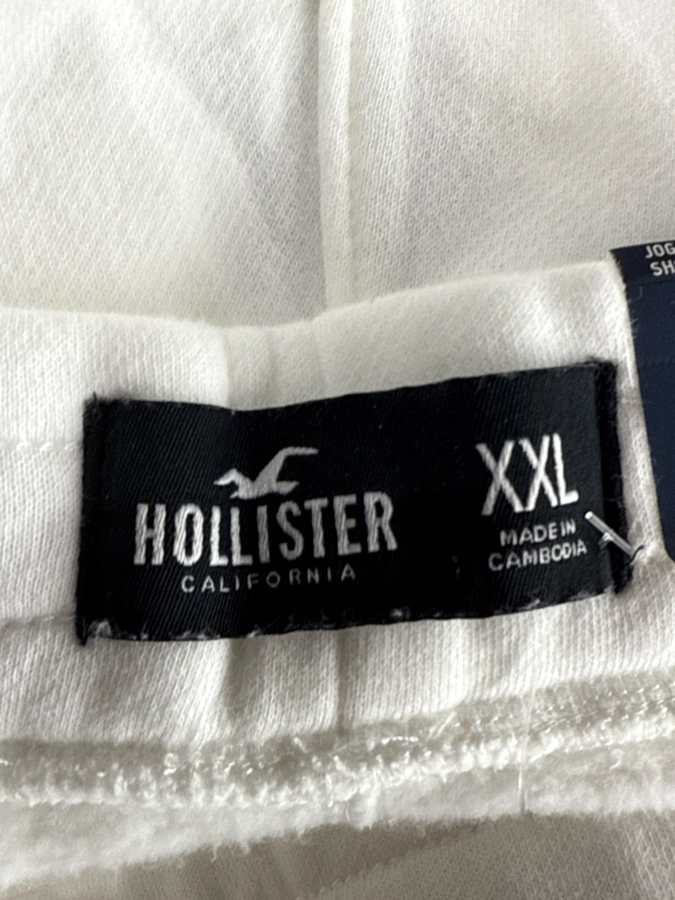 JOG
SH
HOLLISTER
CALIFORNIA
XXL
MADE IN
CAMBODIA